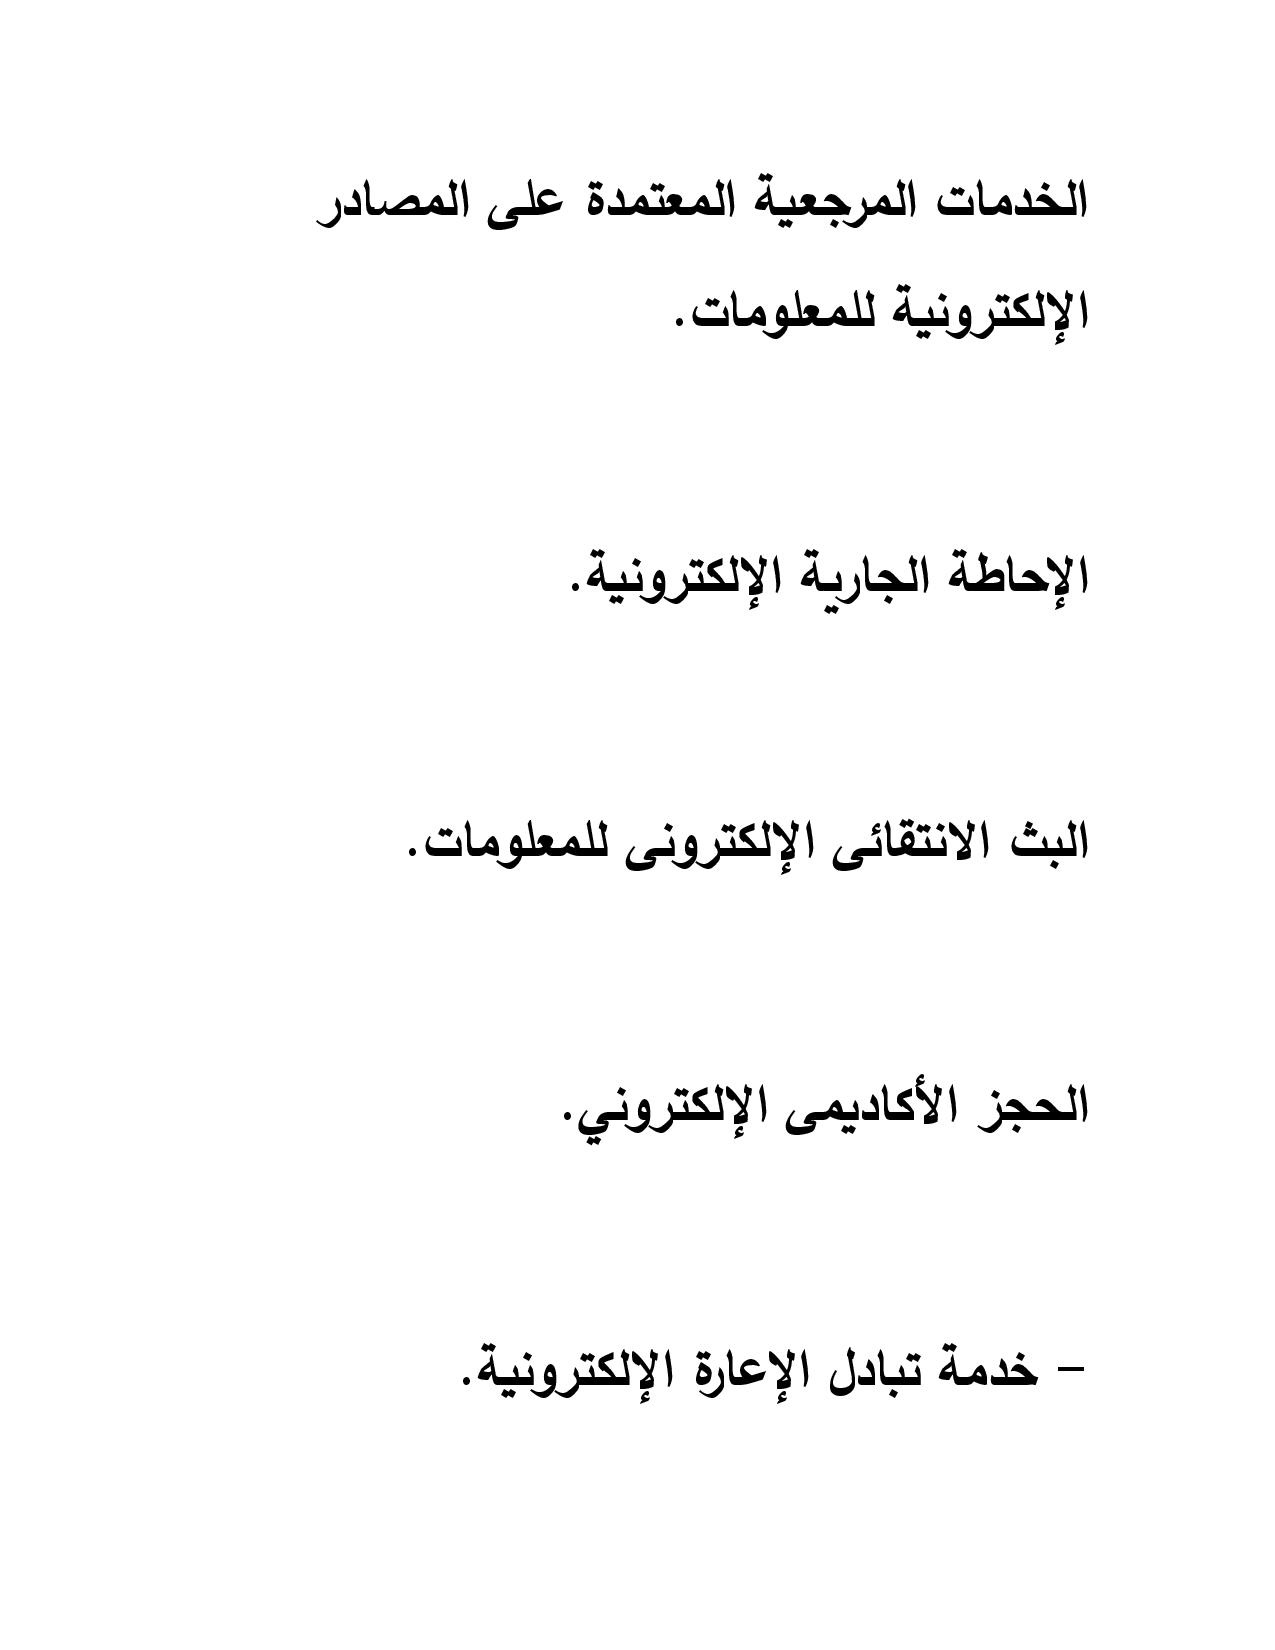 الخدمات المرجعية المعتمدة على المصادر
الإلكترونية للمعلومات.
الإحاطة الجارية الإلكترونية.
البث الانتقائى الإلكترونى للمعلومات.
الحجز الأكاديمى الإلكتروني.
– خدمة تبادل الإعارة الإلكترونية.